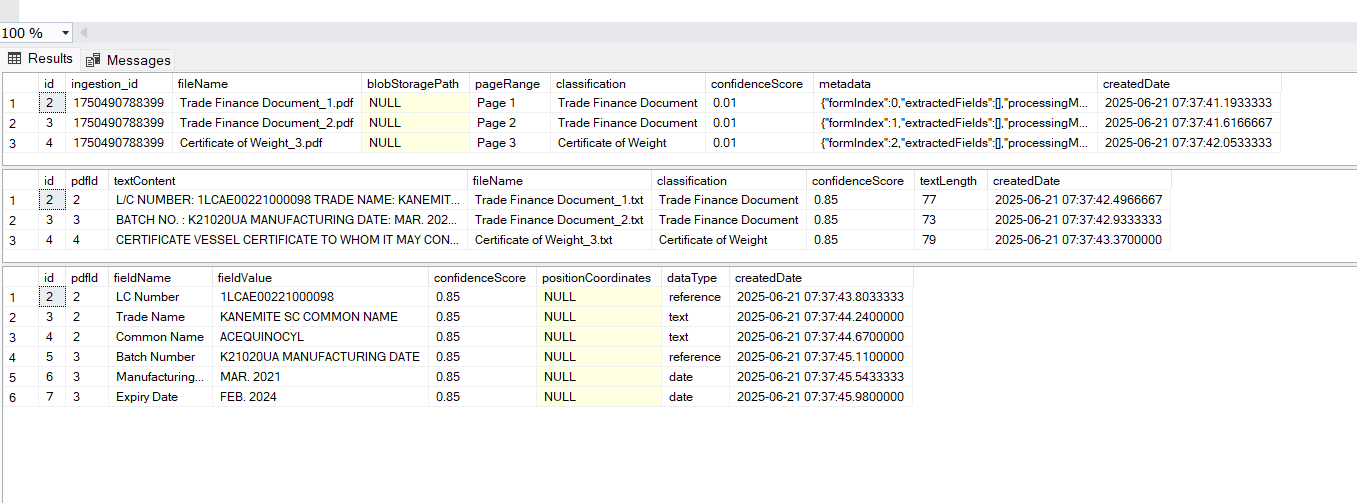 100 %
Results Messages
id ingestion_id fileName blobStoragePath pageRange classification confidenceScore metadata createdDate
1 2 1750490788399 Trade Finance Document_1.pdf NULL Page 1 Trade Finance Document 0.01 {"formIndex":0,"extractedFields":[],"processingM... 2025-06-21 07:37:41.1933333
2 3 1750490788399 Trade Finance Document_2.pdf NULL Page 2 Trade Finance Document 0.01 {"formIndex":1,"extractedFields":[],"processingM... 2025-06-21 07:37:41.6166667
3 4 1750490788399 Certificate of Weight_3.pdf NULL Page 3 Certificate of Weight 0.01 {"formIndex":2,"extractedFields":[],"processingM... 2025-06-21 07:37:42.0533333
id pdfId textContent fileName classification confidenceScore textLength createdDate
1 2 2 L/C NUMBER: 1LCAE00221000098 TRADE NAME: KANEMIT... Trade Finance Document_1.txt Trade Finance Document 0.85 77 2025-06-21 07:37:42.4966667
2 3 3 BATCH NO. : K21020UA MANUFACTURING DATE: MAR. 202... Trade Finance Document_2.txt Trade Finance Document 0.85 73 2025-06-21 07:37:42.9333333
3 4 4 CERTIFICATE VESSEL CERTIFICATE TO WHOM IT MAY CON... Certificate of Weight_3.txt Certificate of Weight 0.85 79 2025-06-21 07:37:43.3700000
id pdfId fieldName fieldValue confidenceScore positionCoordinates dataType createdDate
1 2 2 LC Number 1LCAE00221000098 0.85 NULL reference 2025-06-21 07:37:43.8033333
2 3 2 Trade Name KANEMITE SC COMMON NAME 0.85 NULL text 2025-06-21 07:37:44.2400000
3 4 2 Common Name ACEQUINOCYL 0.85 NULL text 2025-06-21 07:37:44.6700000
4 5 3 Batch Number K21020UA MANUFACTURING DATE 0.85 NULL reference 2025-06-21 07:37:45.1100000
5 6 3 Manufacturing... MAR. 2021 0.85 NULL date 2025-06-21 07:37:45.5433333
6 7 3 Expiry Date FEB. 2024 0.85 NULL date 2025-06-21 07:37:45.9800000